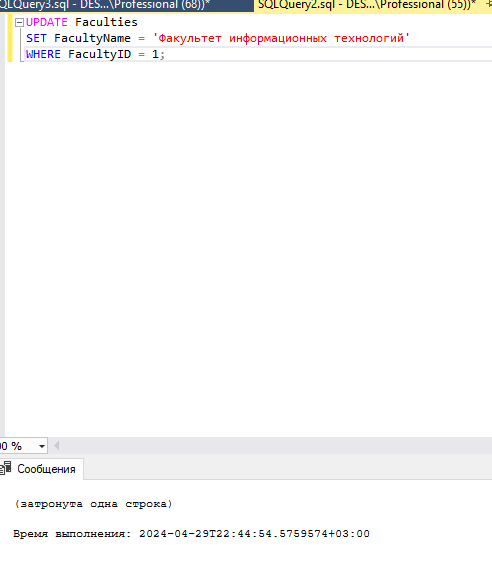 QLQuery3.sql - DES...\Professional (68))*
SQLQuery2.sql - DES...\Professional (55))*
UPDATE Faculties
SET FacultyName = 'Факультет информационных технологий'
WHERE FacultyID = 1;
00 %
Сообщения
(затронута одна строка)
Время выполнения: 2024-04-29T22:44:54.5759574+03:00